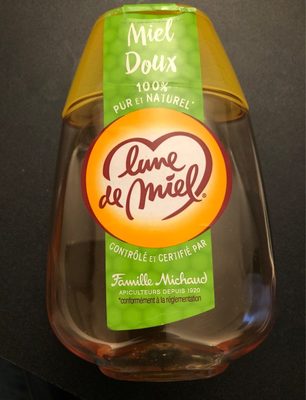 Miel
Doux
100%
PUR ET NATUREL*
lune
de miel®
CONTRÔLÉ ET CERTIFIÉ PAR
Famille Michaud
APICULTEURS DEPUIS 1920
*conformément à la réglementation